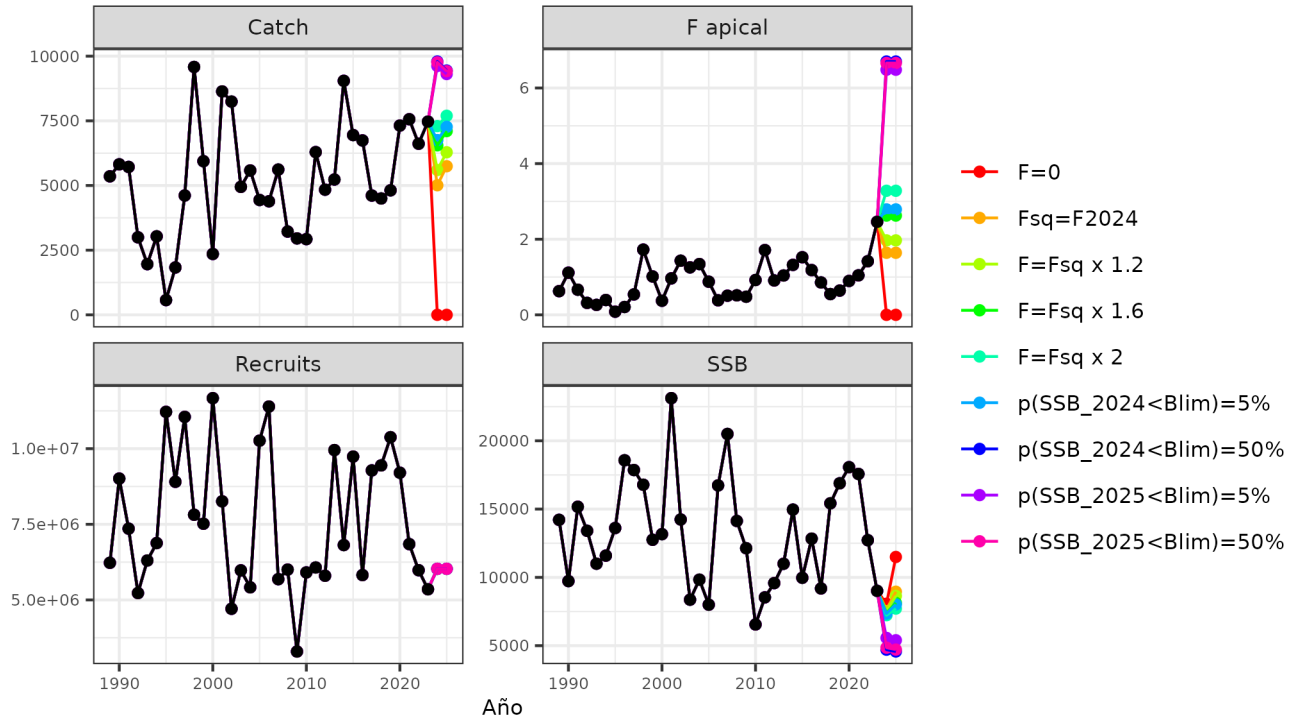 Catch
F apical
10000
7500
5000
2500
0
6
4
2
0
Recruits
SSB
1.0e+07
7.5e+06
5.0e+06
20000
15000
10000
5000
1990
2000
2010
2020
1990
2000
2010
2020
Año
F=0
Fsq=F2024
F=Fsq x 1.2
F=Fsq x 1.6
F=Fsq x 2
p(SSB_2024<Blim)=5%
p(SSB_2024<Blim)=50%
p(SSB_2025<Blim)=5%
p(SSB_2025<Blim)=50%